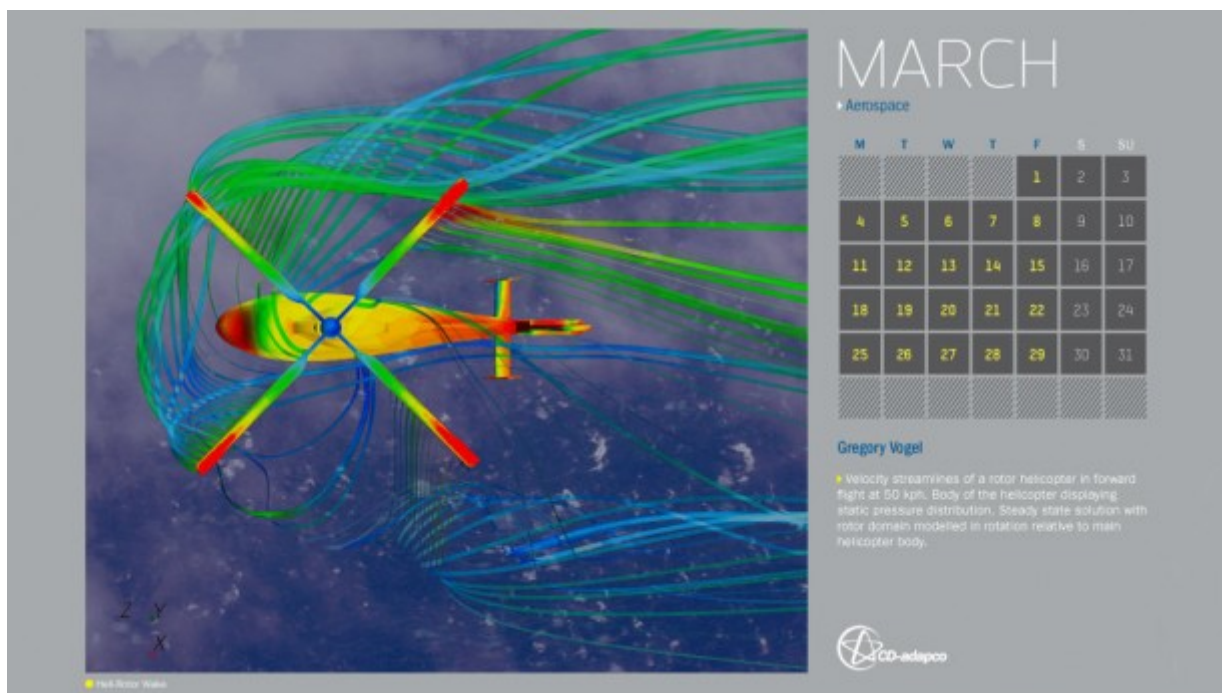 MARCH
Aerospace
M T W T F S SU
1 2 3
4 5 6 7 8 9 10
11 12 13 14 15 16 17
18 19 20 21 22 23 24
25 26 27 28 29 30 31
Gregory Vogel
Velocity streamlines of a rotor helicopter in forward
flight at 50 kph. Body of the helicopter displaying
static pressure distribution. Steady state solution with
rotor domain modelled in rotation relative to main
helicopter body.
Z Y
X
CD-adapco
Heli-Rotor Wake